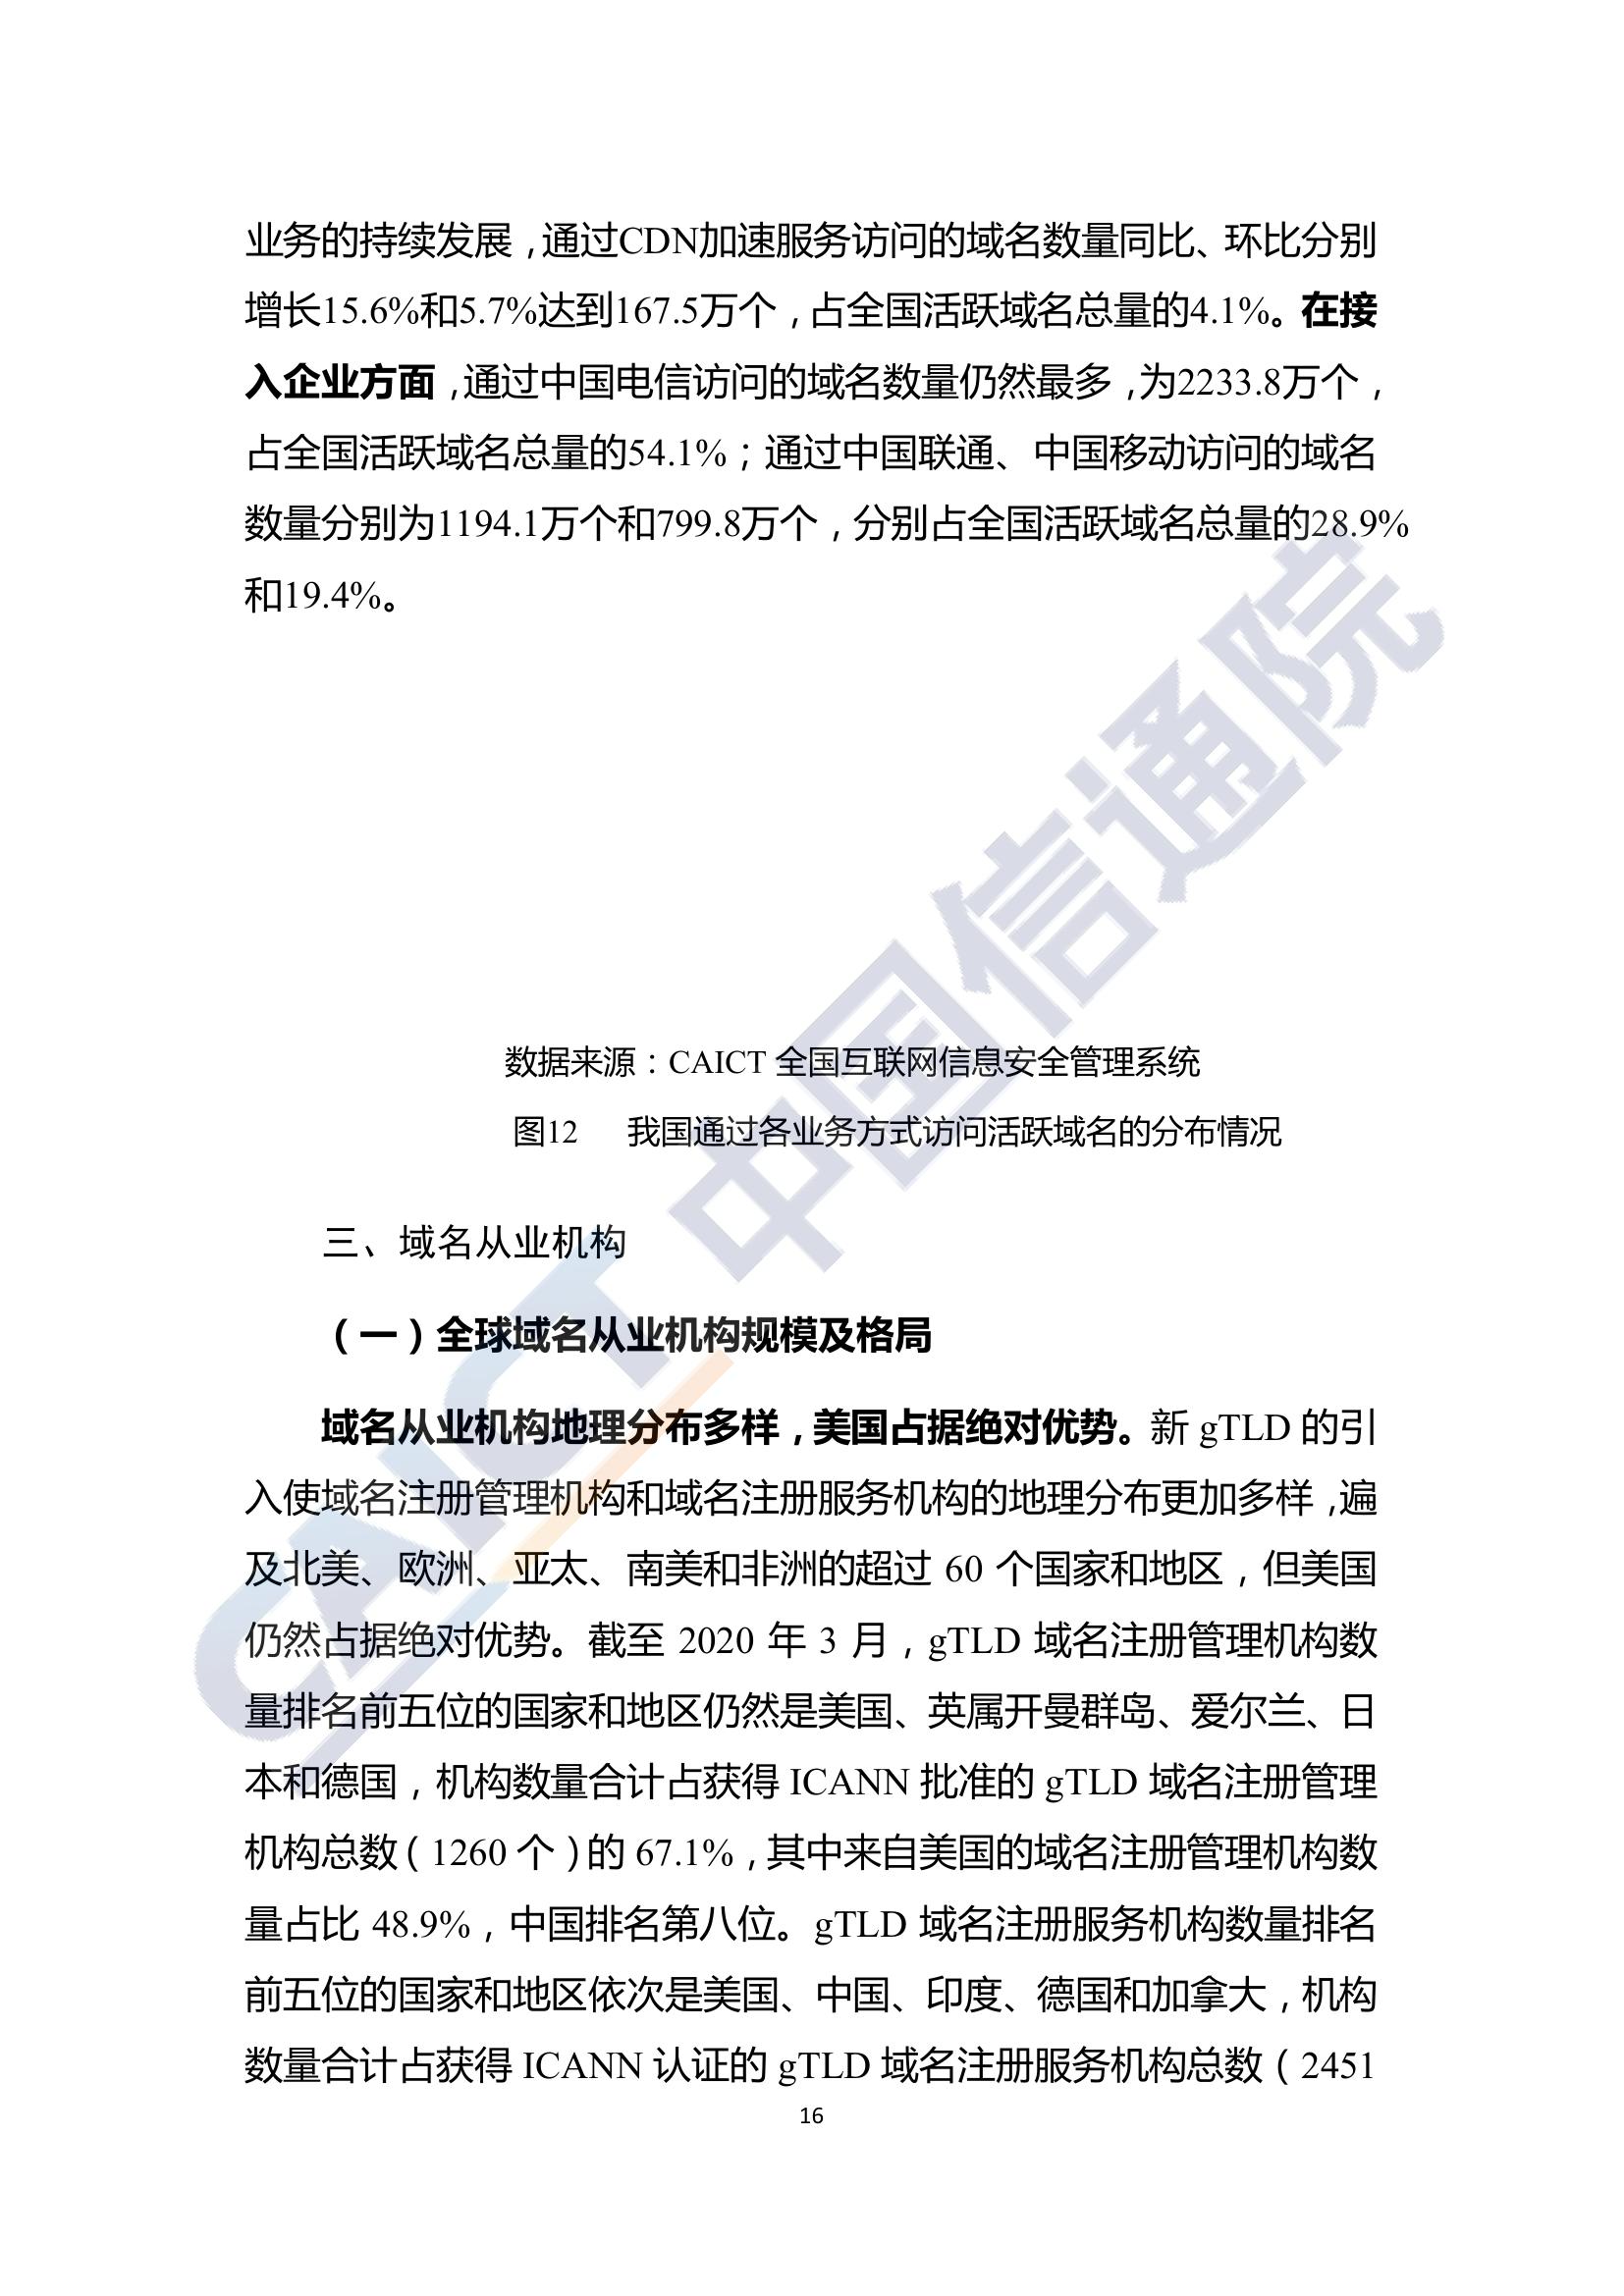 业务的持续发展，通过CDN加速服务访问的域名数量同比、环比分别
增长15.6%和5.7%达到167.5万个，占全国活跃域名总量的4.1%。在接
入企业方面，通过中国电信访问的域名数量仍然最多，为2233.8万个，
占全国活跃域名总量的54.1%；通过中国联通、中国移动访问的域名
数量分别为1194.1万个和799.8万个，分别占全国活跃域名总量的28.9%
和19.4%。
数据来源：CAICT 全国互联网信息安全管理系统
图12 我国通过各业务方式访问活跃域名的分布情况
三、域名从业机构
（一）全球域名从业机构规模及格局
域名从业机构地理分布多样，美国占据绝对优势。新 gTLD 的引
入使域名注册管理机构和域名注册服务机构的地理分布更加多样，遍
及北美、欧洲、亚太、南美和非洲的超过 60 个国家和地区，但美国
仍然占据绝对优势。截至 2020 年 3 月，gTLD 域名注册管理机构数
量排名前五位的国家和地区仍然是美国、英属开曼群岛、爱尔兰、日
本和德国，机构数量合计占获得 ICANN 批准的 gTLD 域名注册管理
机构总数（1260 个）的 67.1%，其中来自美国的域名注册管理机构数
量占比 48.9%，中国排名第八位。gTLD 域名注册服务机构数量排名
前五位的国家和地区依次是美国、中国、印度、德国和加拿大，机构
数量合计占获得 ICANN 认证的 gTLD 域名注册服务机构总数（2451
16
CAICT 中国信通院